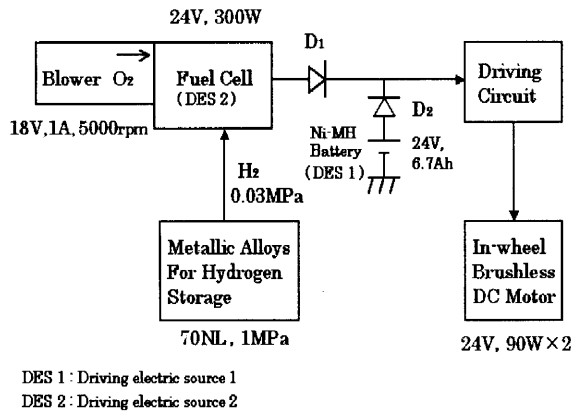 24V, 300W
Blower O2
Fuel Cell
(DES 2)
18V,1A,5000rpm
D1
D2
Driving
Circuit
Ni-MH
Battery
(DES 1)
24V,
6.7Ah
H2
0.03MPa
Metallic Alloys
For Hydrogen
Storage
70NL, 1MPa
In-wheel
Brushless
DC Motor
24V, 90W×2
DES 1 : Driving electric source 1
DES 2 : Driving electric source 2